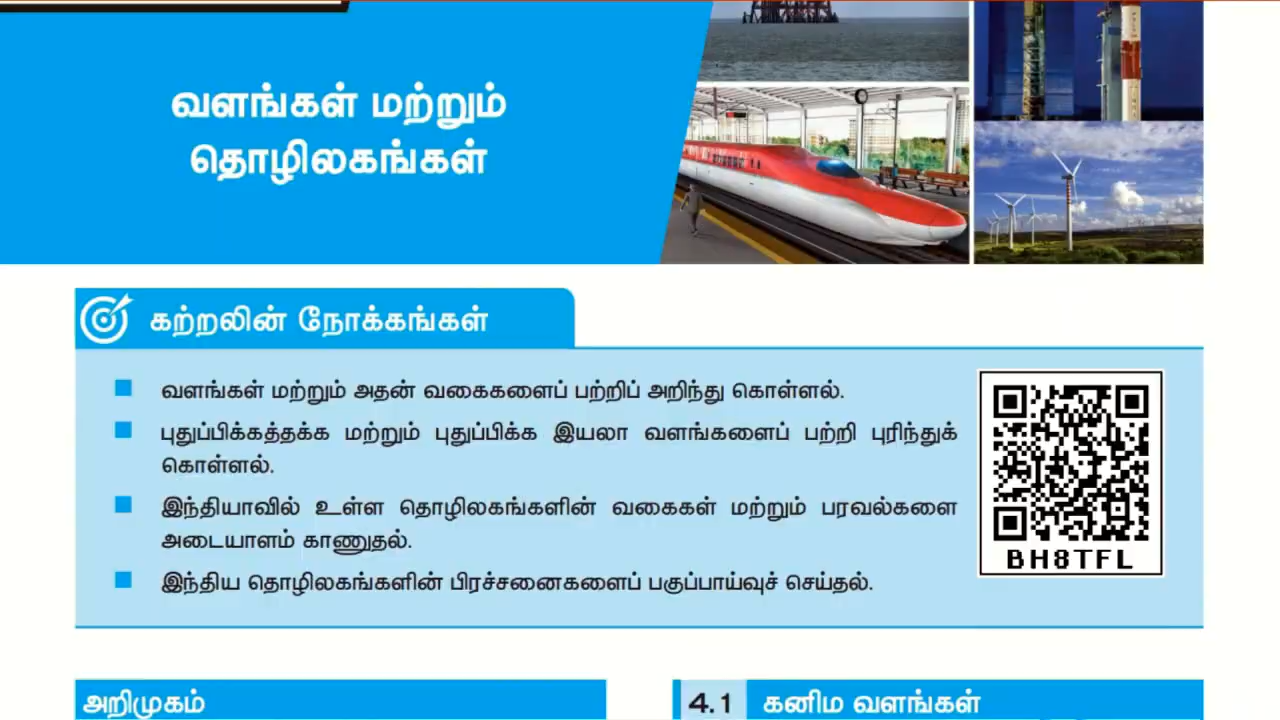 வளங்கள் மற்றும்
தொழிலகங்கள்
கற்றலின் நோக்கங்கள்
வளங்கள் மற்றும் அதன் வகைகளைப் பற்றிப் அறிந்து கொள்ளல்.
புதுப்பிக்கத்தக்க மற்றும் புதுப்பிக்க இயலா வளங்களைப் பற்றி புரிந்துக்
கொள்ளல்.
இந்தியாவில் உள்ள தொழிலகங்களின் வகைகள் மற்றும் பரவல்களை
அடையாளம் காணுதல்.
இந்திய தொழிலகங்களின் பிரச்சனைகளைப் பகுப்பாய்வுச் செய்தல்.
BH8TFL
அறிமுகம்
4.1 கனிம வளங்கள்